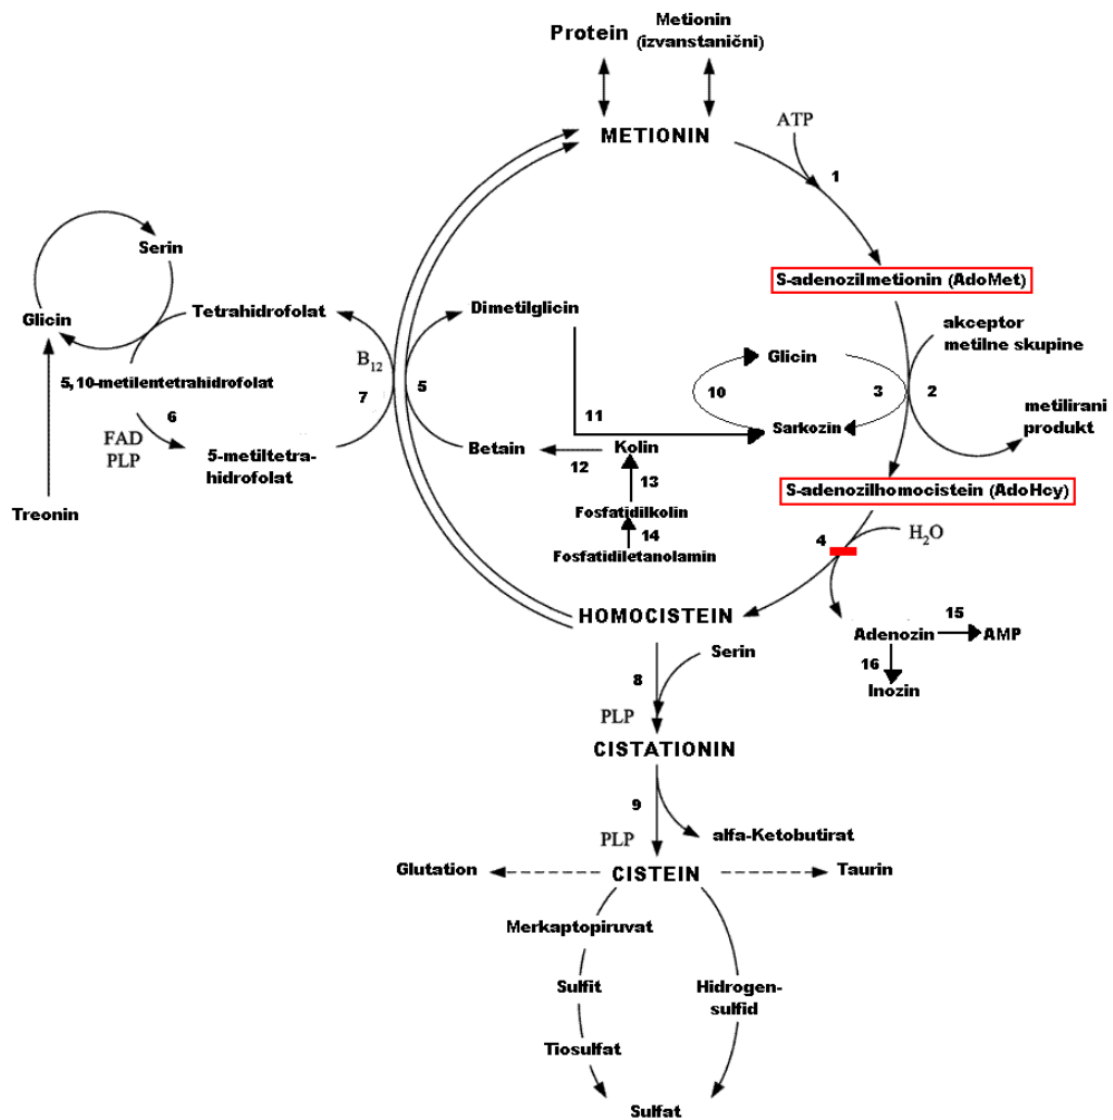 Protein
Metionin
(izvanstanični)
METIONIN
ATP
1
S-adenozilmetionin (AdoMet)
akceptor
metilne skupine
Serin
Glicin
Tetrahidrofolat
Dimetilglicin
B12
5,10-metilentetrahidrofolat
7
5
6
FAD
PLP
5-metiltetra-
hidrofolat
Treonin
Glicin
10
3
2
11
Sarkozin
metilirani
produkt
Betain
12
Kolin
13
Fosfatidilkolin
14
Fosfatidiletanolamin
S-adenozilhomocistein (AdoHcy)
4
H2O
HOMOCISTEIN
Adenozin
15
AMP
16
Inozin
Serin
8
PLP
CISTATIONIN
9
PLP
alfa-Ketobutirat
Glutation
CISTEIN
Taurin
Merkaptopiruvat
Sulfit
Hidrogen-
sulfid
Tiosulfat
Sulfat